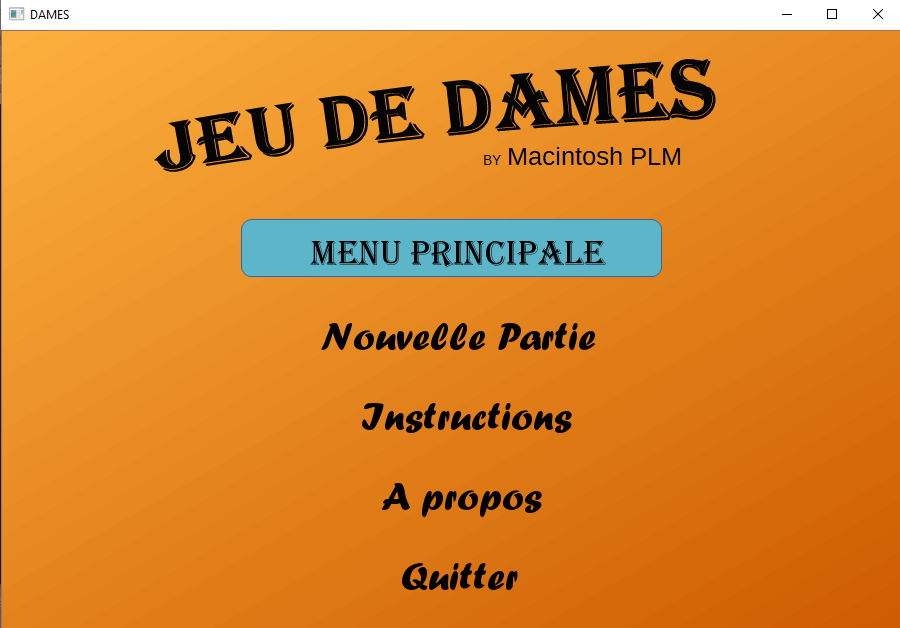 DAMES
JEU DE DAMES
BY Macintosh PLM
MENU PRINCIPALE
Nouvelle Partie
Instructions
A propos
Quitter